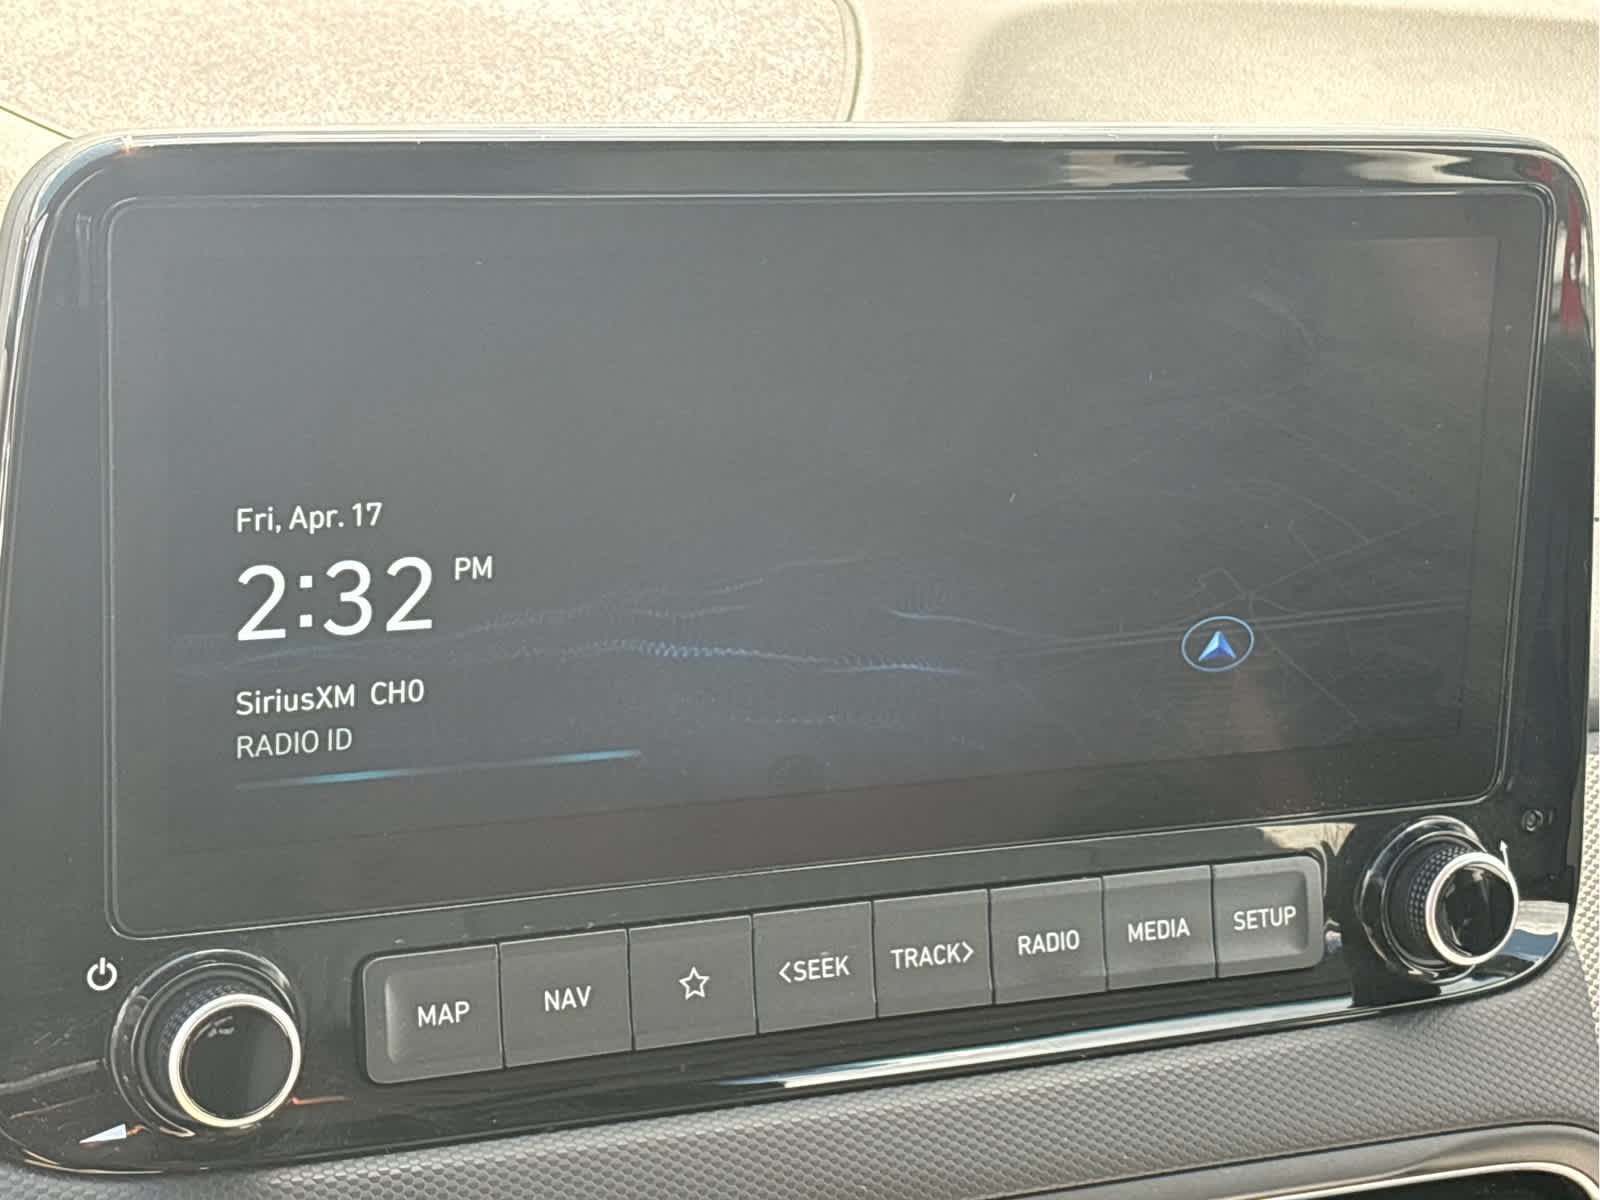 Fri, Apr. 17
2:32 PM
SiriusXM CH0
RADIO ID
MAP NAV <SEEK TRACK> RADIO MEDIA SETUP